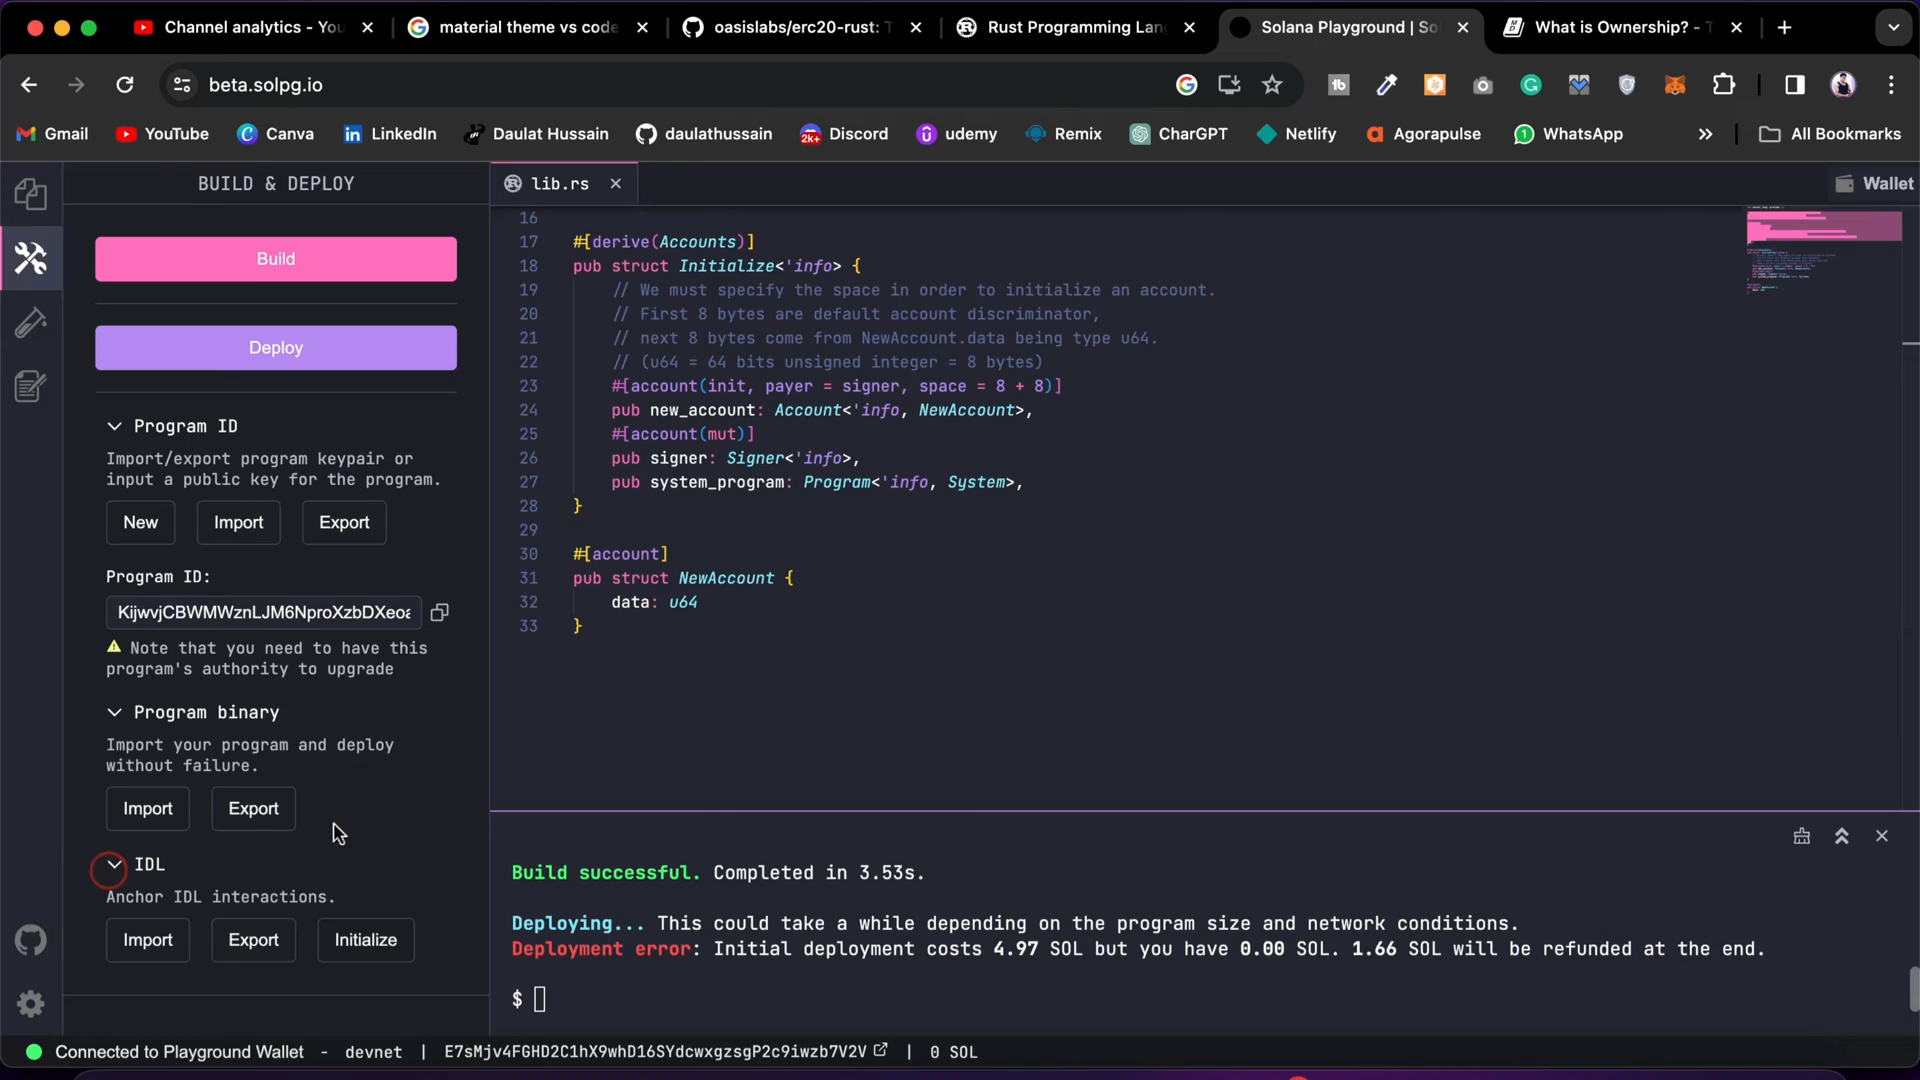 Channel analytics - You
material theme vs code
oasislabs/erc20-rust: T
Rust Programming Lang
Solana Playground | So
What is Ownership? - T
beta.solpg.io
Gmail
YouTube
Canva
LinkedIn
Daulat Hussain
daulathussain
Discord
udemy
Remix
CharGPT
Netlify
Agorapulse
WhatsApp
All Bookmarks
BUILD & DEPLOY
lib.rs
Wallet
Build
Deploy
Program ID
Import/export program keypair or
input a public key for the program.
New
Import
Export
Program ID:
KijwvjCBWMWznLJM6NproXzbDXeoa
Note that you need to have this
program's authority to upgrade
Program binary
Import your program and deploy
without failure.
Import
Export
IDL
Anchor IDL interactions.
Import
Export
Initialize
16
17 #[derive(Accounts)]
18 pub struct Initialize<'info> {
19 // We must specify the space in order to initialize an account.
20 // First 8 bytes are default account discriminator,
21 // next 8 bytes come from NewAccount.data being type u64.
22 // (u64 = 64 bits unsigned integer = 8 bytes)
23 #[account(init, payer = signer, space = 8 + 8)]
24 pub new_account: Account<'info, NewAccount>,
25 #[account(mut)]
26 pub signer: Signer<'info>,
27 pub system_program: Program<'info, System>,
28 }
29
30 #[account]
31 pub struct NewAccount {
32 data: u64
33 }
Build successful. Completed in 3.53s.
Deploying... This could take a while depending on the program size and network conditions.
Deployment error: Initial deployment costs 4.97 SOL but you have 0.00 SOL. 1.66 SOL will be refunded at the end.
$
Connected to Playground Wallet - devnet | E7sMjv4FGHD2C1hX9whD16SYdcwxgzsgP2c9iwzb7V2V | 0 SOL